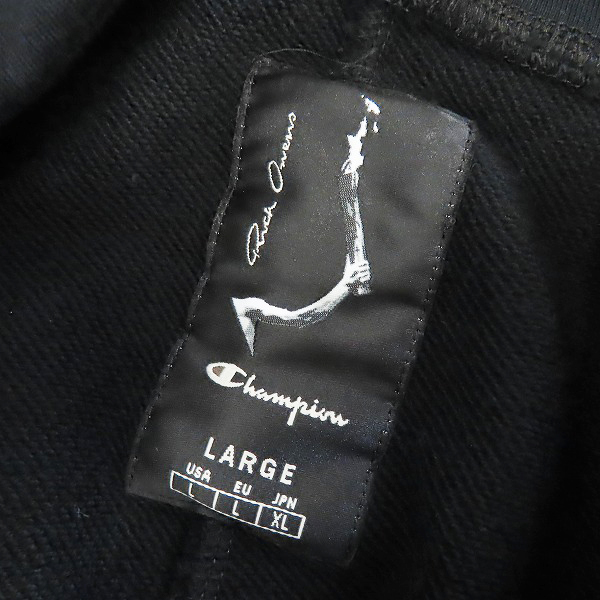 Rick Owens
Champion
LARGE
USA EU JPN
L L XL